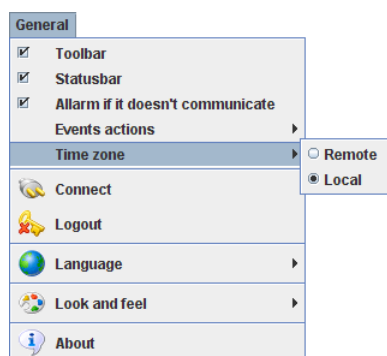 General
Toolbar
Statusbar
Allarm if it doesn't communicate
Events actions
Time zone
Remote
Local
Connect
Logout
Language
Look and feel
About